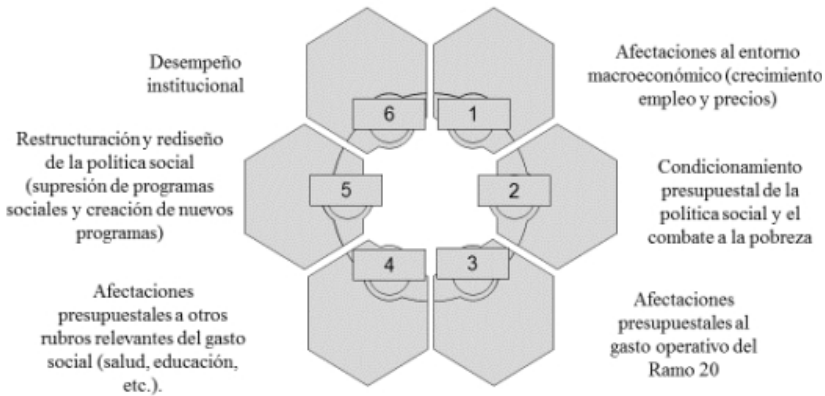 Desempeño
institucional
6
1
Afectaciones al entorno
macroeconómico (crecimiento
empleo y precios)
Restructuración y rediseño
de la política social
(supresión de programas
sociales y creación de nuevos
programas)
5
2
Condicionamiento
presupuestal de la
política social y el
combate a la pobreza
Afectaciones
presupuestales a otros
rubros relevantes del gasto
social (salud, educación,
etc.).
4
3
Afectaciones
presupuestales al
gasto operativo del
Ramo 20